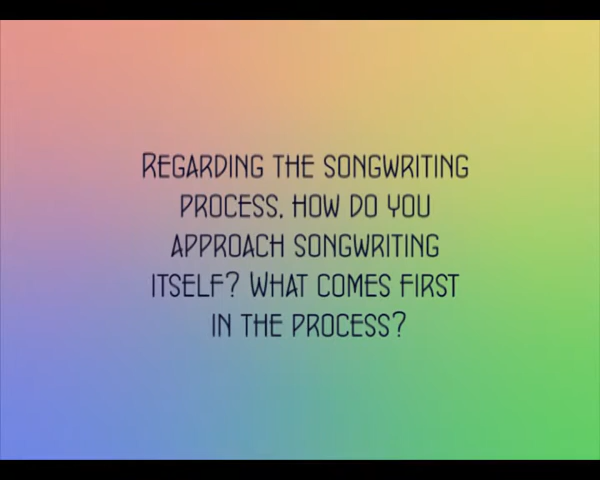 Regarding the songwriting
process, how do you
approach songwriting
itself? What comes first
in the process?